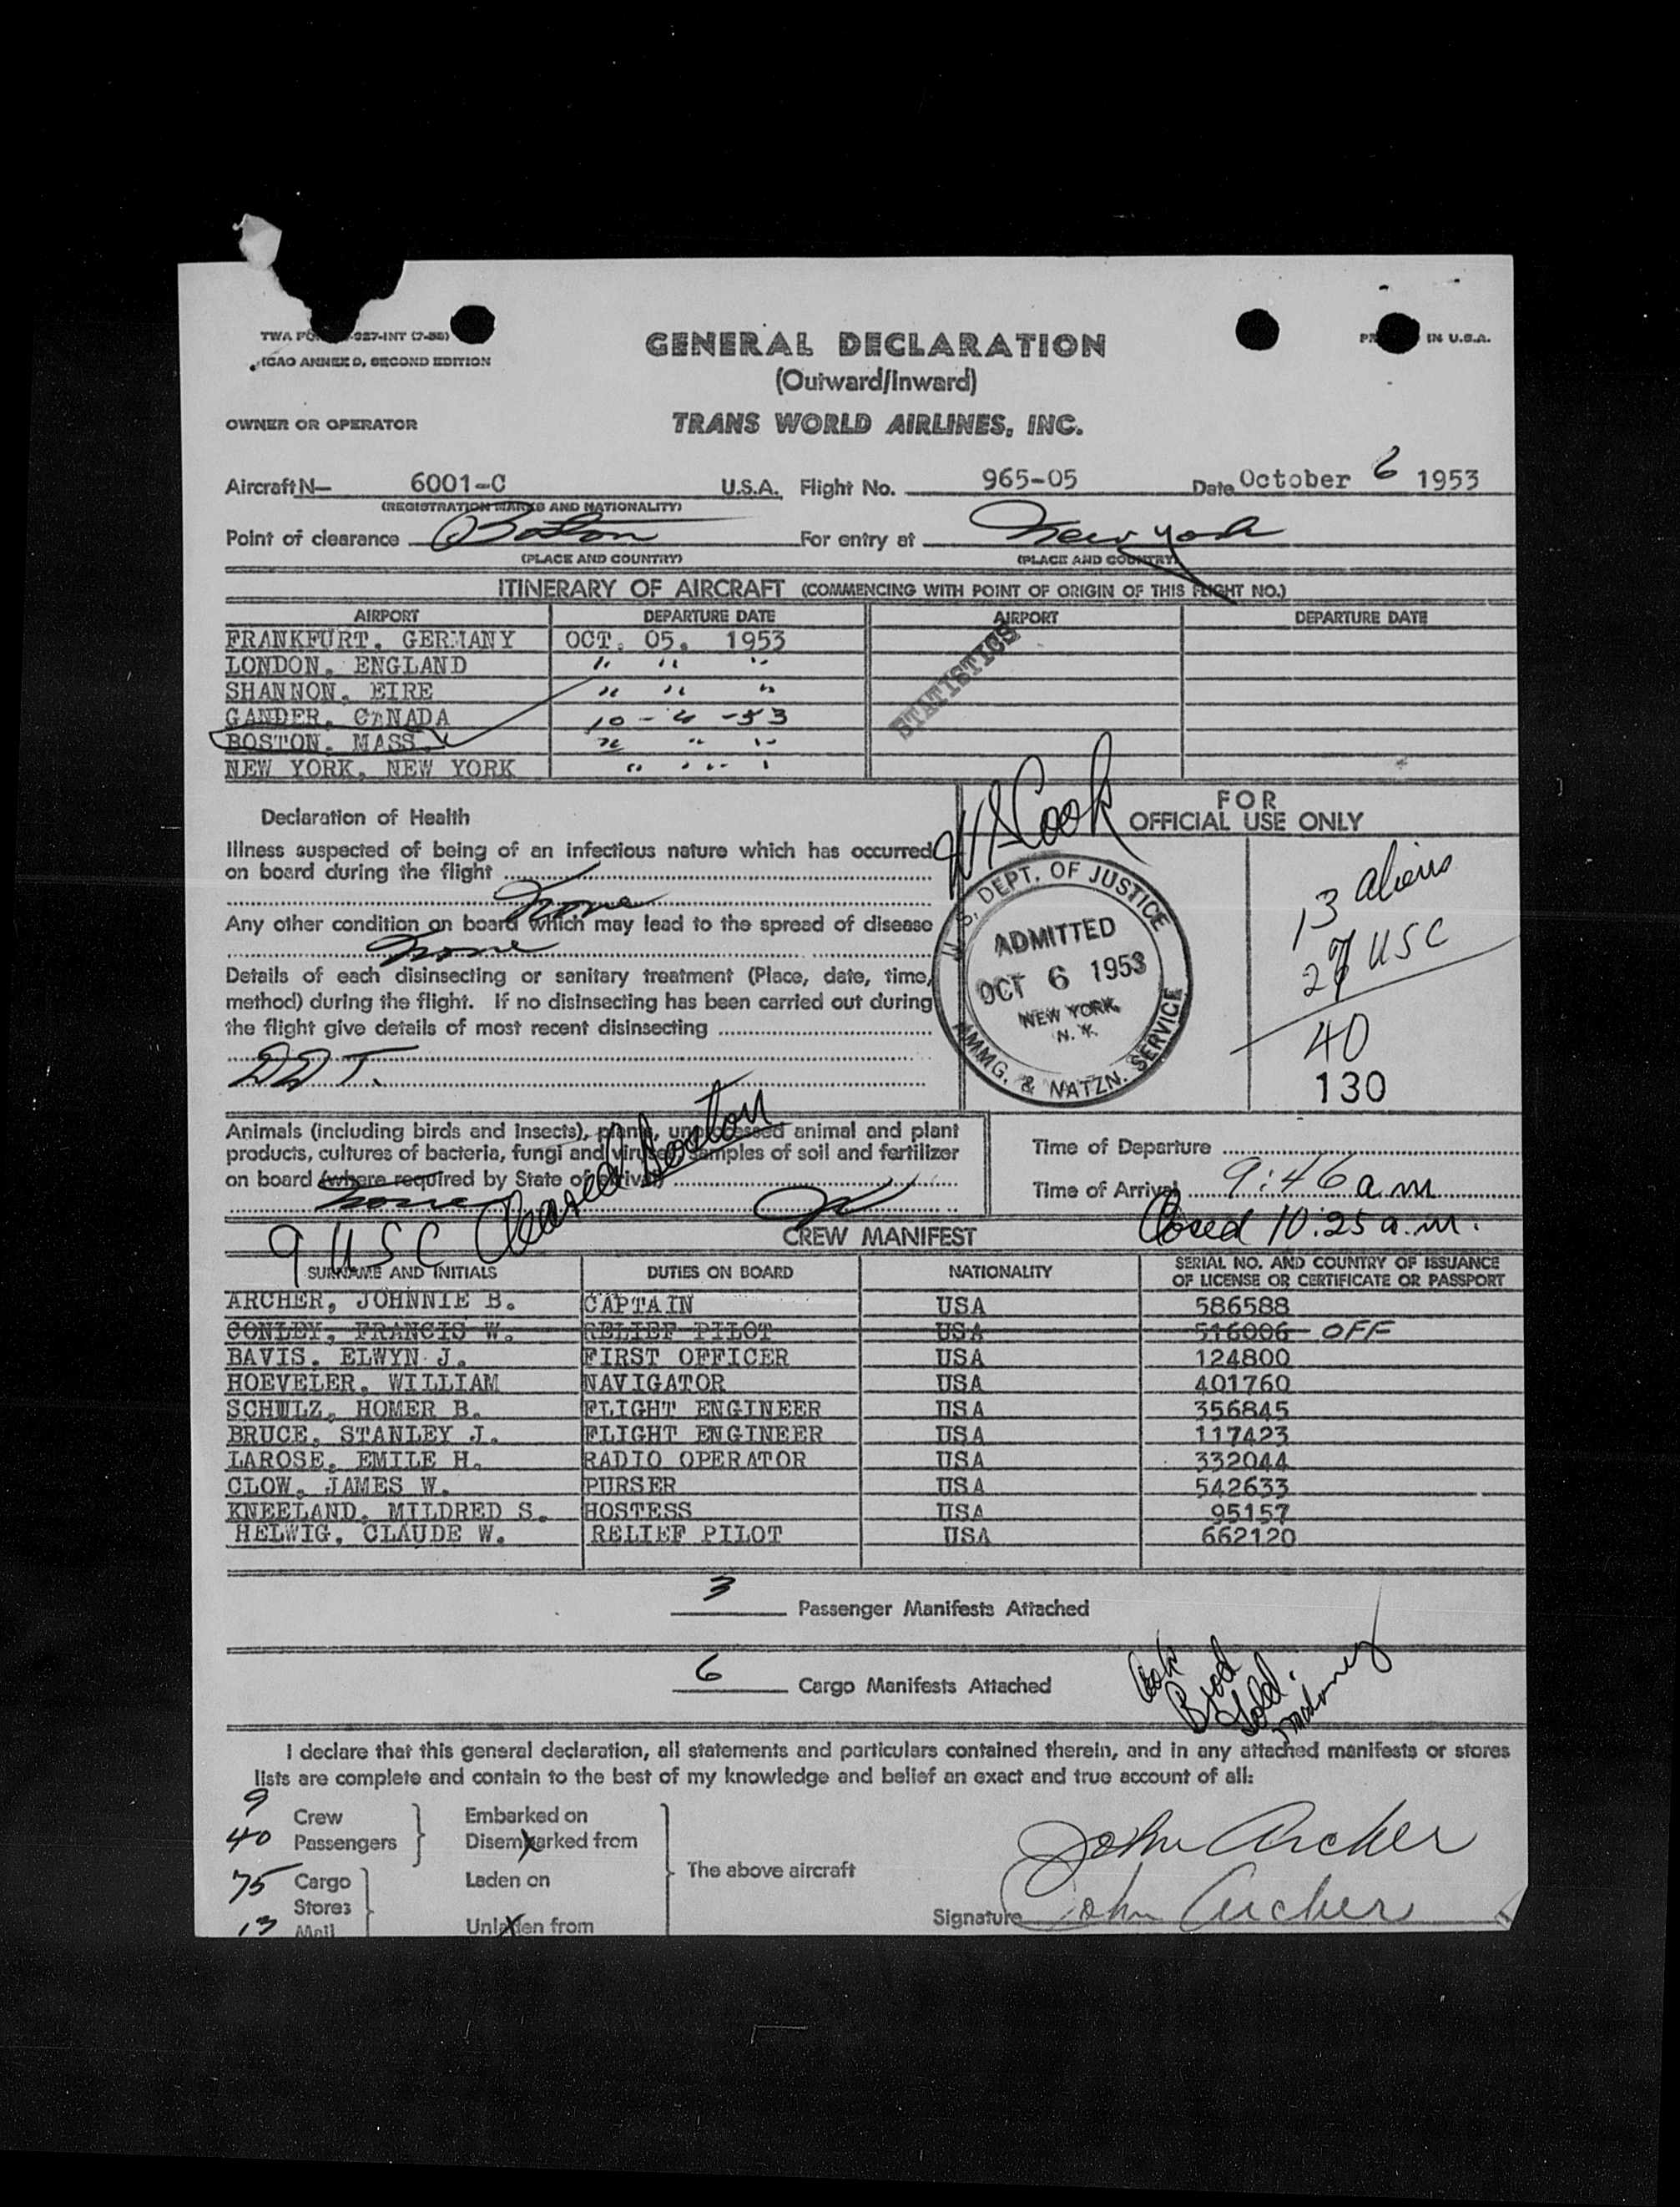 TWA FO -327-INT (7-53)
ICAO ANNEX 9, SECOND EDITION
GENERAL DECLARATION
(Outward/Inward)
IN U.S.A.
OWNER OR OPERATOR TRANS WORLD AIRLINES, INC.
Aircraft N— 6001-C U.S.A. Flight No. 965-05 Date October 6 1953
(REGISTRATION MARKS AND NATIONALITY)
Point of clearance Boston For entry at New York
(PLACE AND COUNTRY) (PLACE AND COUNTRY)
ITINERARY OF AIRCRAFT (COMMENCING WITH POINT OF ORIGIN OF THIS FLIGHT NO.)
AIRPORT DEPARTURE DATE AIRPORT DEPARTURE DATE
FRANKFURT, GERMANY OCT. 05, 1953
LONDON, ENGLAND " " "
SHANNON, EIRE " " "
GANDER, CANADA 10-6-53
BOSTON, MASS. " " "
NEW YORK, NEW YORK " " "
STATISTICS
Declaration of Health
Illness suspected of being of an infectious nature which has occurred
on board during the flight
None
Any other condition on board which may lead to the spread of disease
None
Details of each disinsecting or sanitary treatment (Place, date, time,
method) during the flight. If no disinsecting has been carried out during
the flight give details of most recent disinsecting
DDT.
Cook
FOR
OFFICIAL USE ONLY
U. S. DEPT. OF JUSTICE
ADMITTED
OCT 6 1953
NEW YORK,
N. Y.
IMMG. & NATZN. SERVICE
13 aliens
27 USC
40
130
Animals (including birds and insects), plants, unprocessed animal and plant
products, cultures of bacteria, fungi and viruses, samples of soil and fertilizer
on board (where required by State of arrival)
None
Time of Departure
Time of Arrival 9:46 a.m
Closed 10:25 a.m.
9 USC Cleared Boston
CREW MANIFEST
SURNAME AND INITIALS DUTIES ON BOARD NATIONALITY SERIAL NO. AND COUNTRY OF ISSUANCE
OF LICENSE OR CERTIFICATE OR PASSPORT
ARCHER, JOHNNIE B. CAPTAIN USA 586588
CONLEY, FRANCIS W. RELIEF PILOT USA 516006 OFF
BAVIS, ELWYN J. FIRST OFFICER USA 124800
HOEVELER, WILLIAM NAVIGATOR USA 401760
SCHULZ, HOMER B. FLIGHT ENGINEER USA 356845
BRUCE, STANLEY J. FLIGHT ENGINEER USA 117423
LAROSE, EMILE H. RADIO OPERATOR USA 332044
CLOW, JAMES W. PURSER USA 542633
KNEELAND, MILDRED S. HOSTESS USA 95157
HELWIG, CLAUDE W. RELIEF PILOT USA 662120
3 Passenger Manifests Attached
6 Cargo Manifests Attached
Cook
I declare that this general declaration, all statements and particulars contained therein, and in any attached manifests or stores
lists are complete and contain to the best of my knowledge and belief an exact and true account of all:
9 Crew Embarked on
40 Passengers Disembarked from
The above aircraft
75 Cargo Laden on
Stores
13 Mail Unladen from
John Archer
Signature John Archer